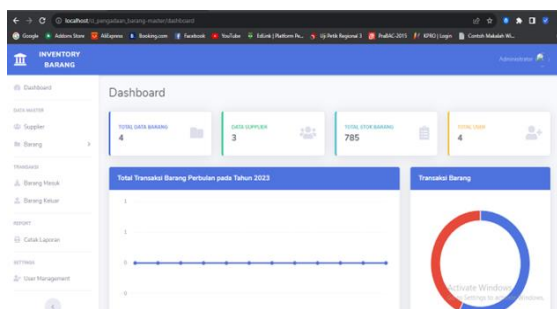 localhost/ci_pengadaan_barang-master/dashboard
Google Addons Store AliExpress Booking.com Facebook YouTube Edlink | Platform Pe... Uji Petik Regional 3 PraBAC-2015 KPRO | Login Contoh Makalah Wi...
INVENTORY
BARANG
Administrator
Dashboard
DATA MASTER
Supplier
Barang
TRANSAKSI
Barang Masuk
Barang Keluar
REPORT
Cetak Laporan
SETTINGS
User Management
Dashboard
TOTAL DATA BARANG
4
DATA SUPPLIER
3
TOTAL STOK BARANG
785
TOTAL USER
4
Total Transaksi Barang Perbulan pada Tahun 2023
1
1
0
0
Transaksi Barang
Activate Windows
Settings to activate Windows.